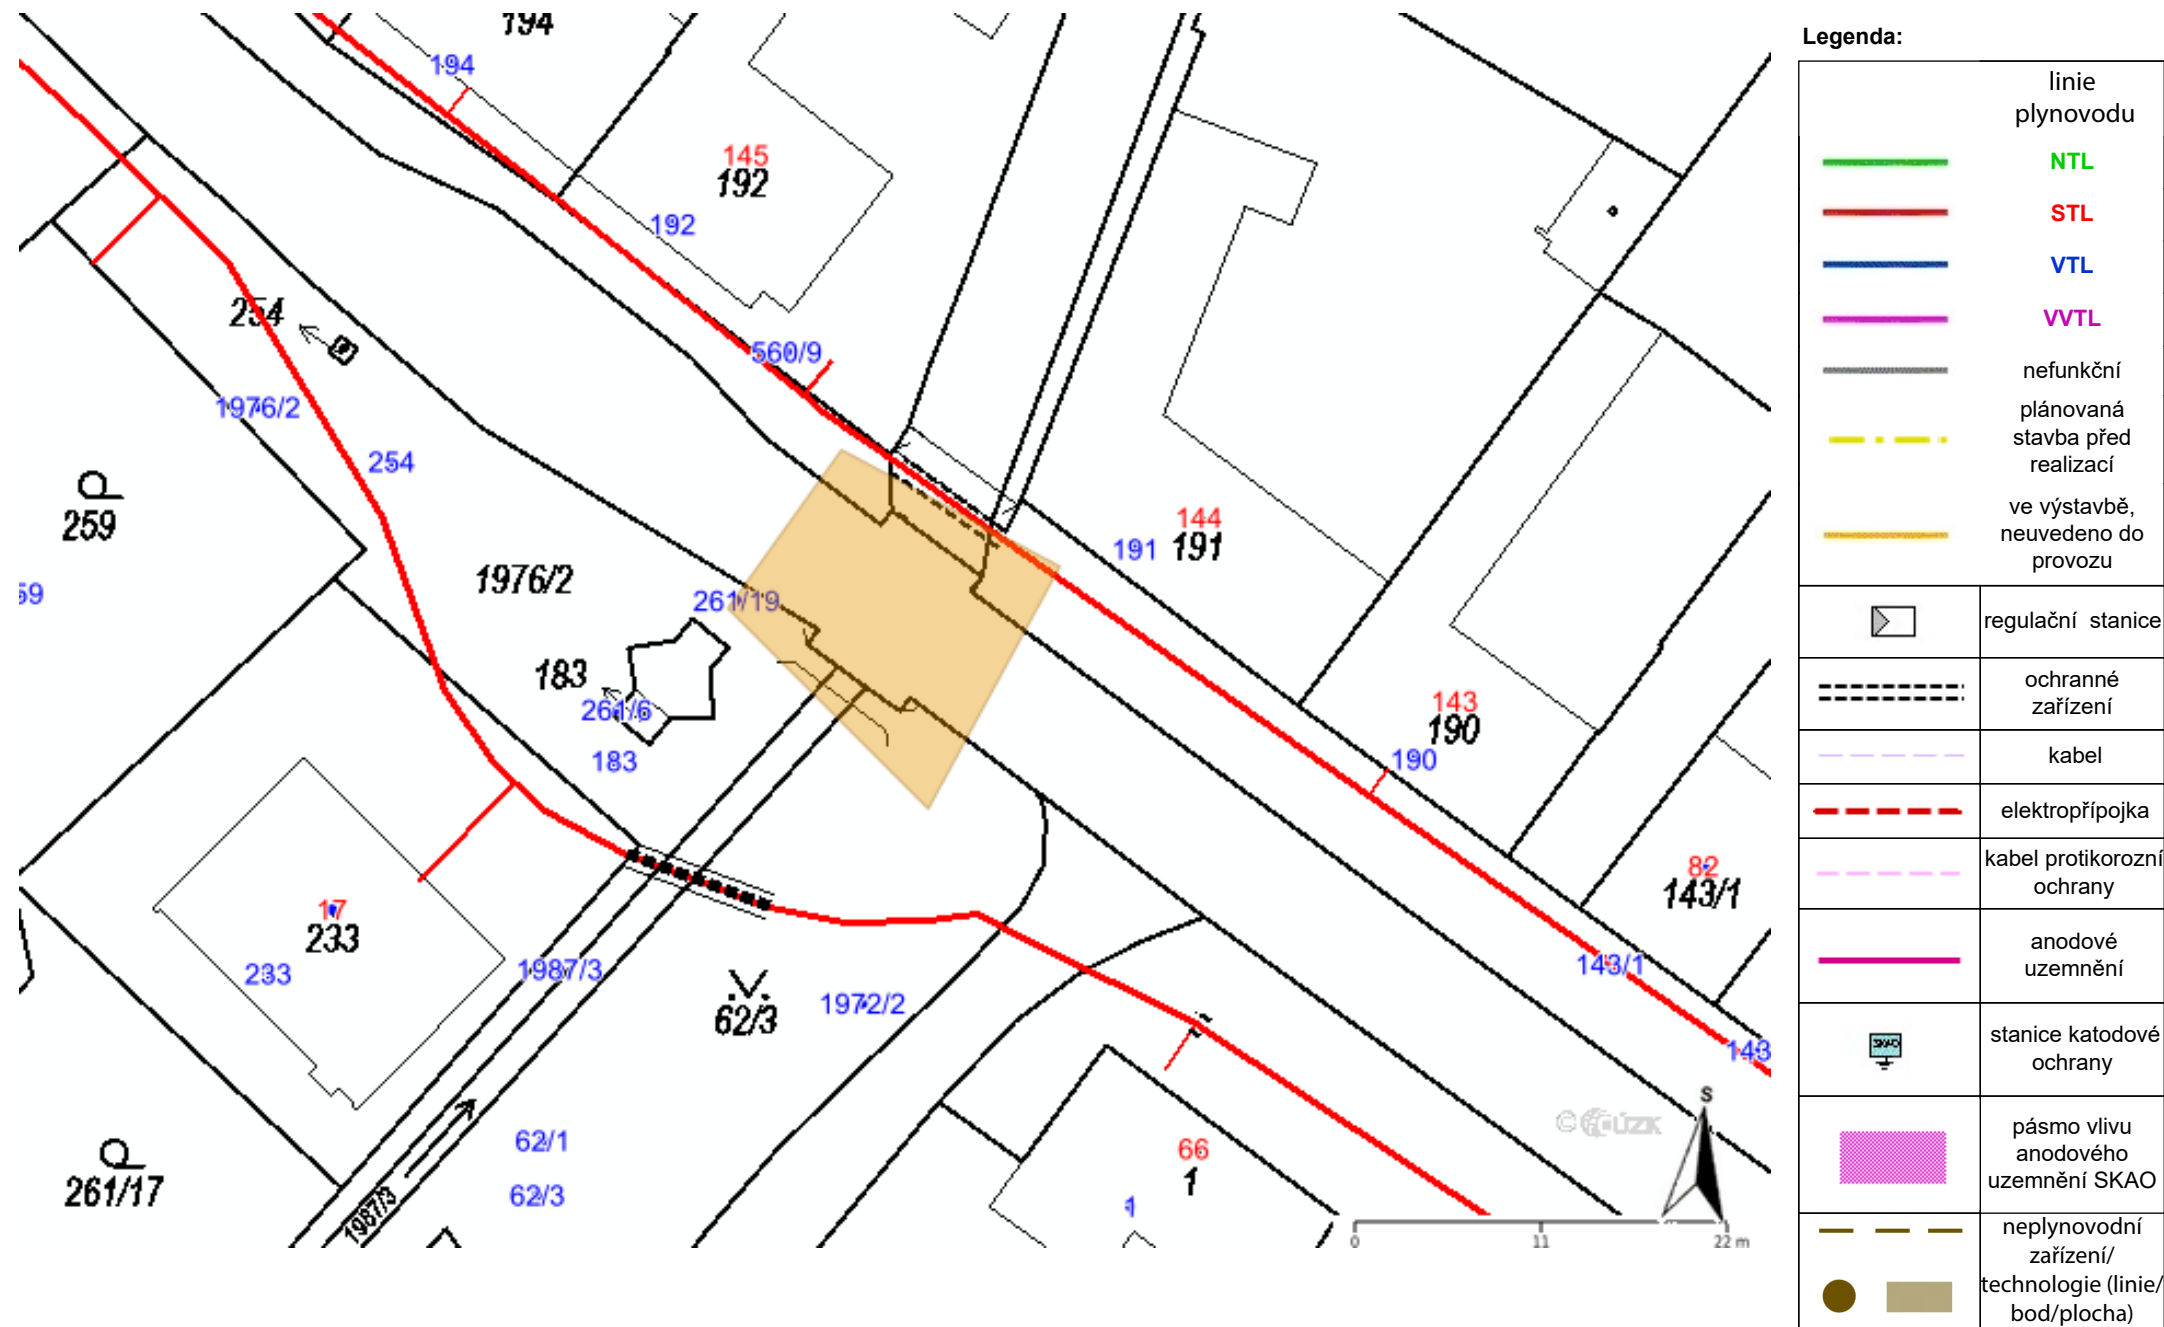 194
194
145
192
192
254
560/9
1976/2
254
259
59
1976/2
261/19
183
261/6
183
144
191
191
143
190
190
82
143/1
143/1
143
17
233
233
1987/3
62/3
1972/2
62/1
62/3
261/17
1987/3
66
1
1
© ČÚZK
S
0 11 22 m
Legenda:
linie
plynovodu
NTL
STL
VTL
VVTL
nefunkční
plánovaná
stavba před
realizací
ve výstavbě,
neuvedeno do
provozu
regulační stanice
ochranné
zařízení
kabel
elektropřípojka
kabel protikorozní
ochrany
anodové
uzemnění
SKAO
stanice katodové
ochrany
pásmo vlivu
anodového
uzemnění SKAO
neplynovodní
zařízení/
technologie (linie/
bod/plocha)